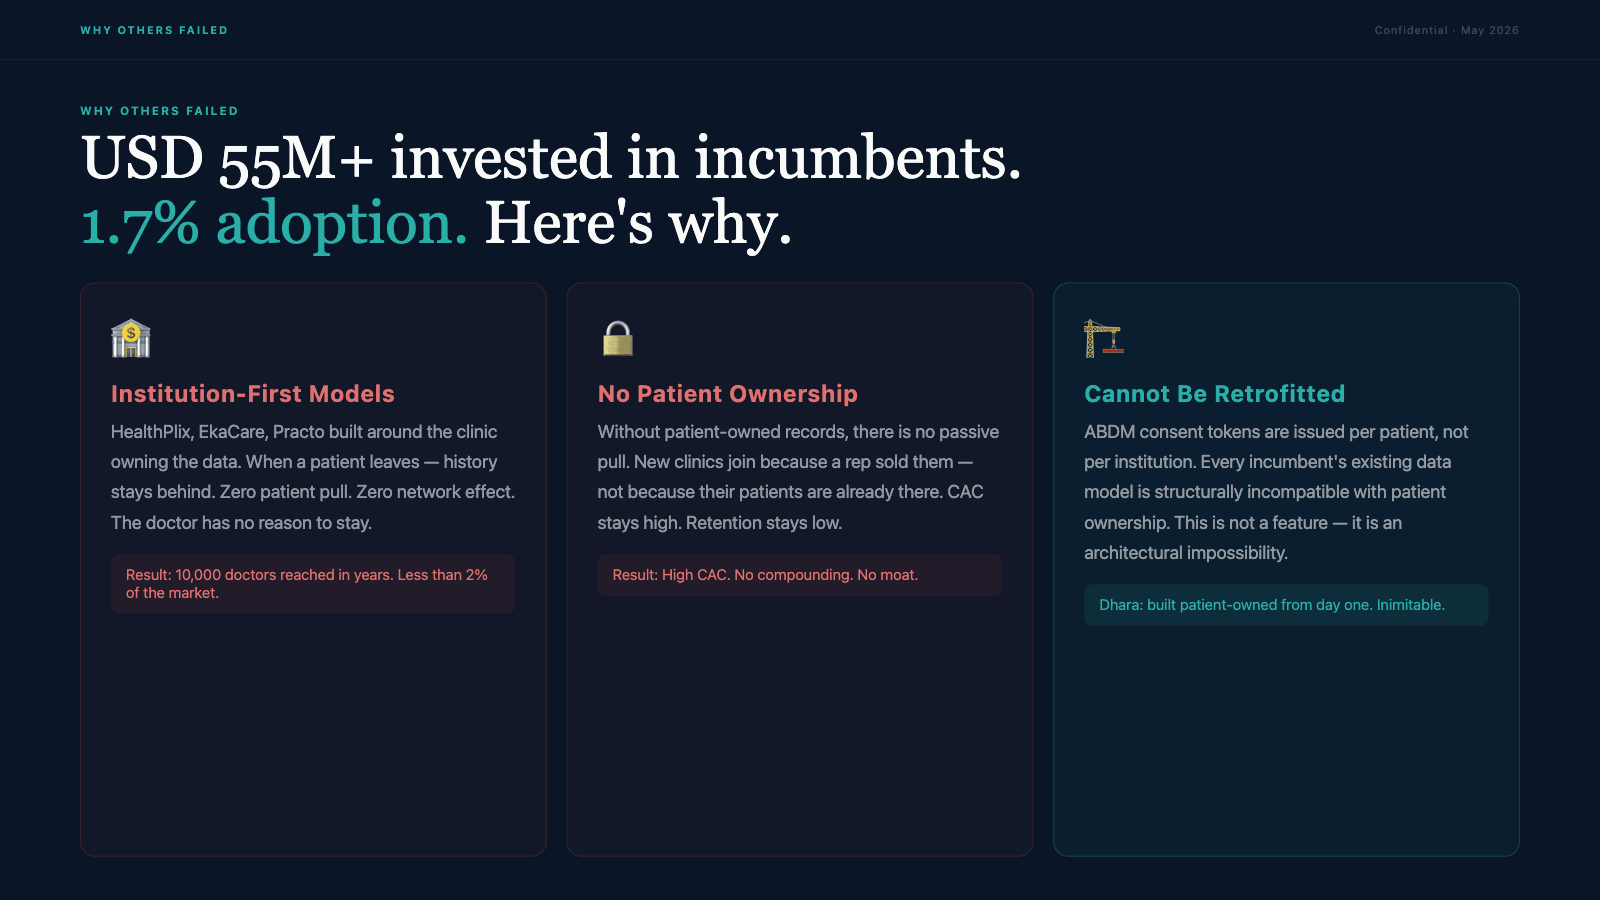 WHY OTHERS FAILED
Confidential · May 2026
WHY OTHERS FAILED
USD 55M+ invested in incumbents.
1.7% adoption. Here's why.
Institution-First Models
HealthPlix, EkaCare, Practo built around the clinic
owning the data. When a patient leaves — history
stays behind. Zero patient pull. Zero network effect.
The doctor has no reason to stay.
Result: 10,000 doctors reached in years. Less than 2%
of the market.
No Patient Ownership
Without patient-owned records, there is no passive
pull. New clinics join because a rep sold them —
not because their patients are already there. CAC
stays high. Retention stays low.
Result: High CAC. No compounding. No moat.
Cannot Be Retrofitted
ABDM consent tokens are issued per patient, not
per institution. Every incumbent's existing data
model is structurally incompatible with patient
ownership. This is not a feature — it is an
architectural impossibility.
Dhara: built patient-owned from day one. Inimitable.